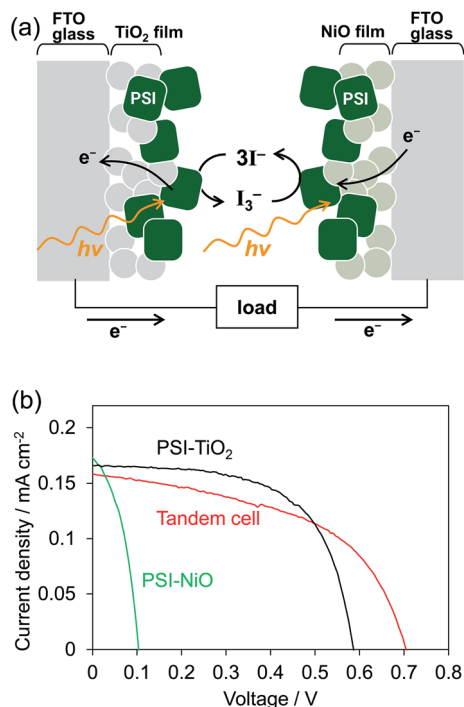 (a)
FTO glass
TiO₂ film
NiO film
FTO glass
PSI
PSI
e⁻
3I⁻
e⁻
I₃⁻
hν
hν
load
e⁻
e⁻
(b)
Current density / mA cm⁻²
0.2
0.15
0.1
0.05
0
PSI-TiO₂
Tandem cell
PSI-NiO
0 0.1 0.2 0.3 0.4 0.5 0.6 0.7 0.8
Voltage / V